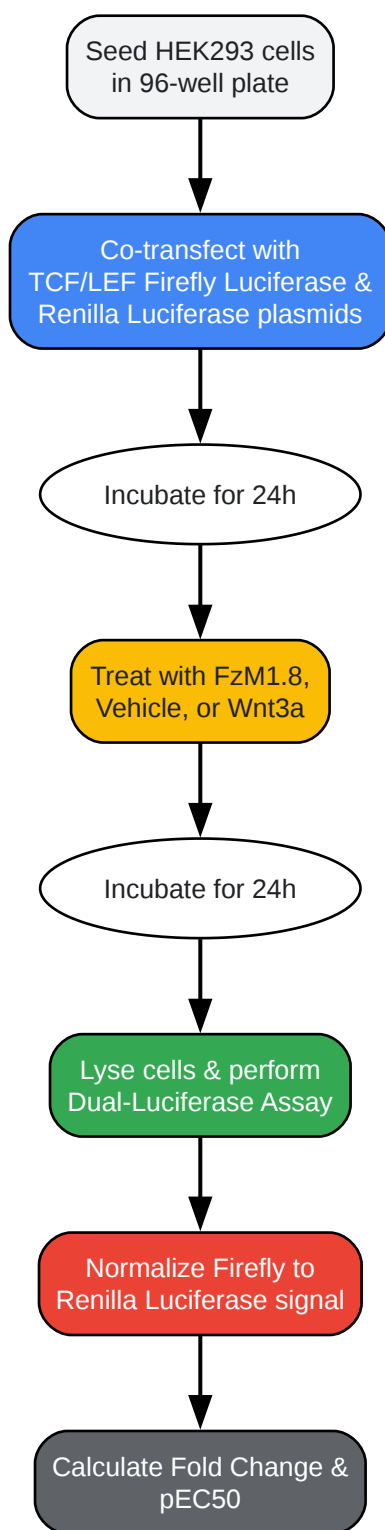 Seed HEK293 cells
in 96-well plate
Co-transfect with
TCF/LEF Firefly Luciferase &
Renilla Luciferase plasmids
Incubate for 24h
Treat with FzM1.8,
Vehicle, or Wnt3a
Incubate for 24h
Lyse cells & perform
Dual-Luciferase Assay
Normalize Firefly to
Renilla Luciferase signal
Calculate Fold Change &
pEC50